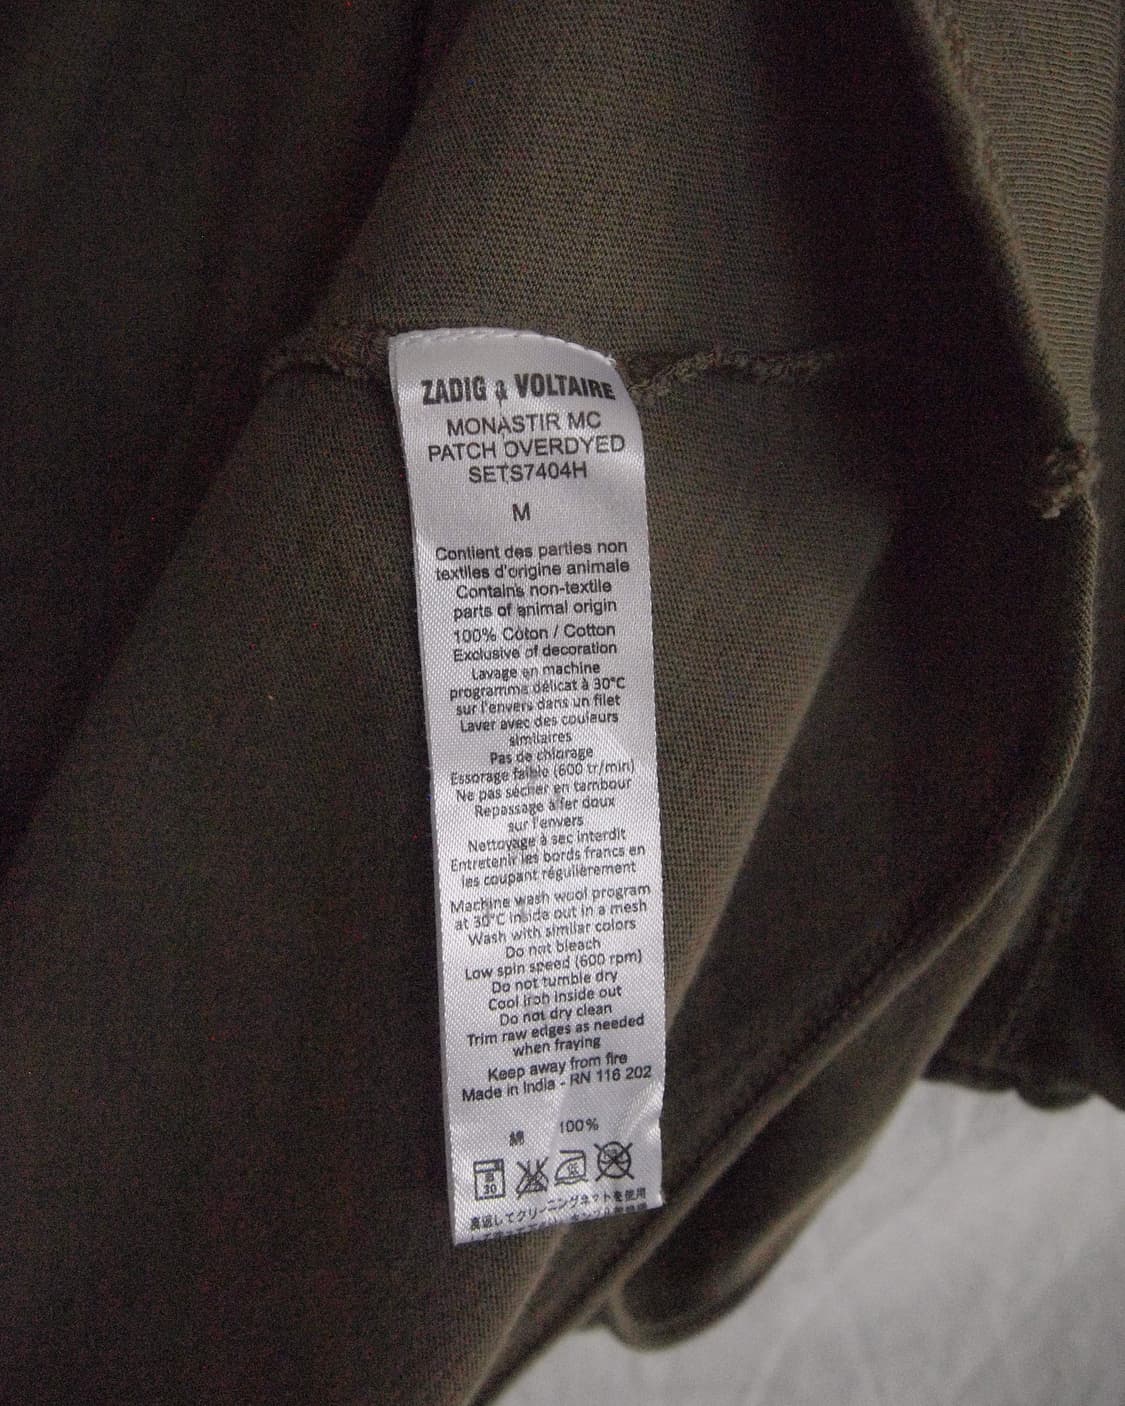 ZADIG & VOLTAIRE
MONASTIR MC
PATCH OVERDYED
SETS7404H
M
Contient des parties non
textiles d'origine animale
Contains non-textile
parts of animal origin
100% Coton / Cotton
Exclusive of decoration
Lavage en machine
programme délicat à 30°C
sur l'envers dans un filet
Laver avec des couleurs
similaires
Pas de chlorage
Essorage faible (600 tr/min)
Ne pas sécher en tambour
Repassage à fer doux
sur l'envers
Nettoyage à sec interdit
Entretenir les bords francs en
les coupant régulièrement
Machine wash wool program
at 30°C inside out in a mesh
Wash with similar colors
Do not bleach
Low spin speed (600 rpm)
Do not tumble dry
Cool iron inside out
Do not dry clean
Trim raw edges as needed
when fraying
Keep away from fire
Made in India - RN 116 202
綿 100%
30 低
裏返してクリーニングネットを使用